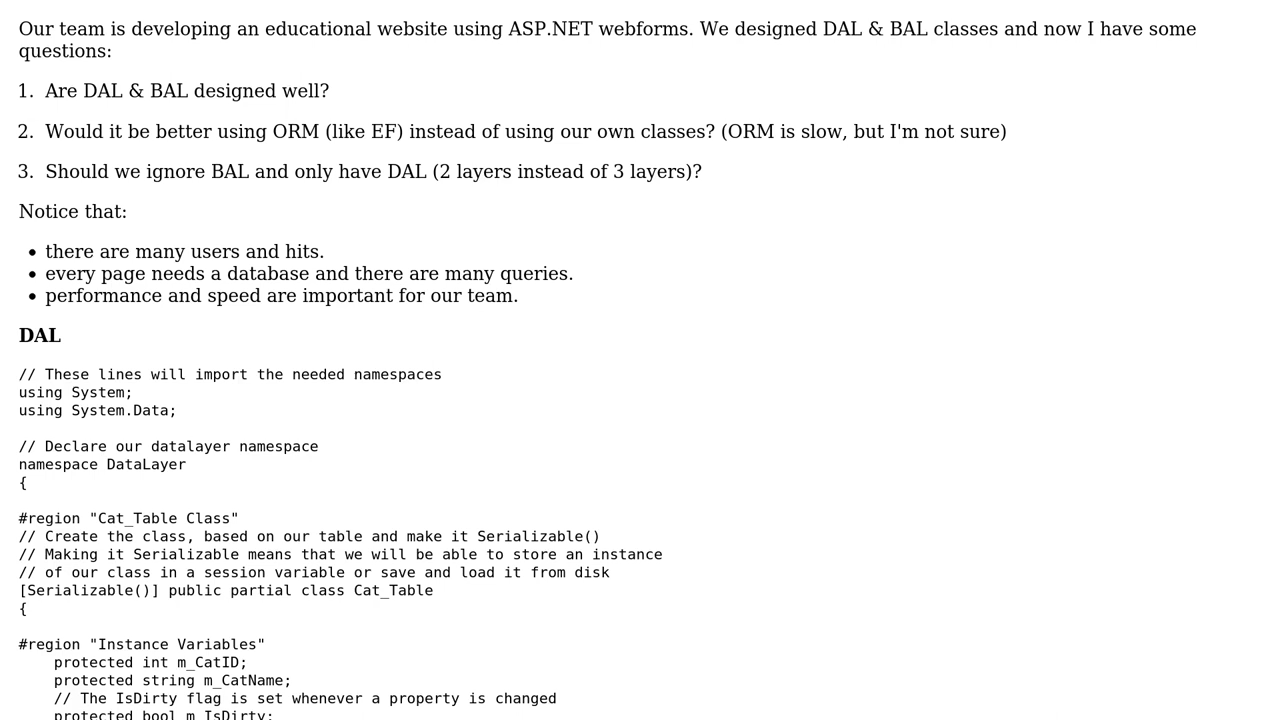 Our team is developing an educational website using ASP.NET webforms. We designed DAL & BAL classes and now I have some
questions:
1. Are DAL & BAL designed well?
2. Would it be better using ORM (like EF) instead of using our own classes? (ORM is slow, but I'm not sure)
3. Should we ignore BAL and only have DAL (2 layers instead of 3 layers)?
Notice that:
• there are many users and hits.
• every page needs a database and there are many queries.
• performance and speed are important for our team.
DAL
// These lines will import the needed namespaces
using System;
using System.Data;
// Declare our datalayer namespace
namespace DataLayer
{
#region "Cat_Table Class"
// Create the class, based on our table and make it Serializable()
// Making it Serializable means that we will be able to store an instance
// of our class in a session variable or save and load it from disk
[Serializable()] public partial class Cat_Table
{
#region "Instance Variables"
    protected int m_CatID;
    protected string m_CatName;
    // The IsDirty flag is set whenever a property is changed
    protected bool m_IsDirty;